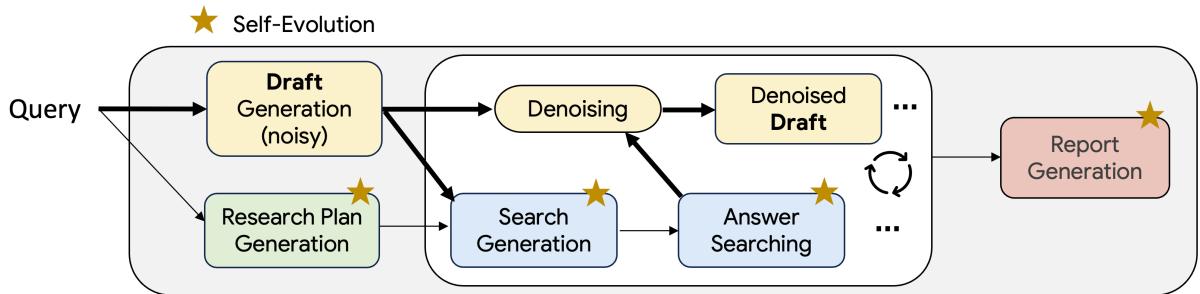 Self-Evolution
Query
Draft
Generation
(noisy)
Denoising
Denoised
Draft
...
Research Plan
Generation
Search
Generation
Answer
Searching
...
Report
Generation